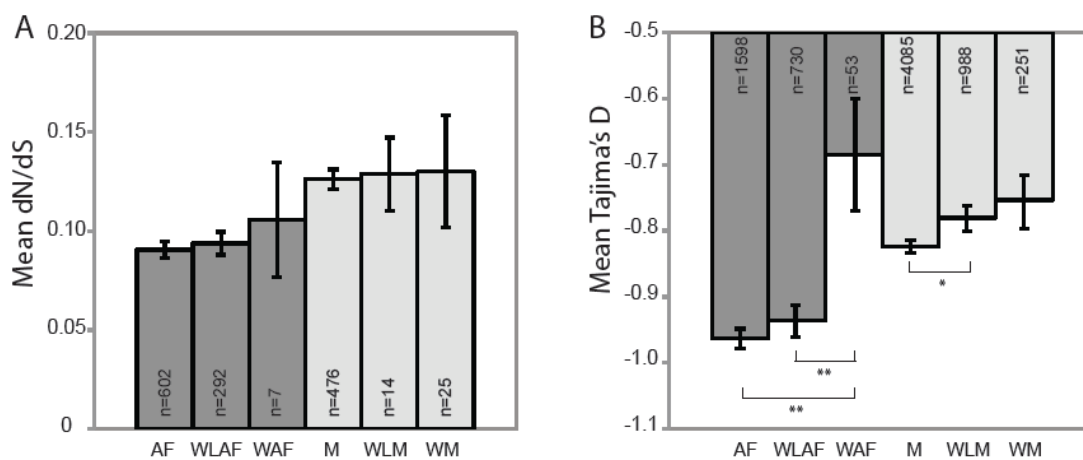 A
Mean dN/dS
0.20
0.15
0.10
0.05
0
n=602
n=292
n=7
n=476
n=14
n=25
AF WLAF WAF M WLM WM
B
Mean Tajima's D
-0.5
-0.6
-0.7
-0.8
-0.9
-1.0
-1.1
n=1598
n=730
n=53
n=4085
n=988
n=251
*
**
**
AF WLAF WAF M WLM WM